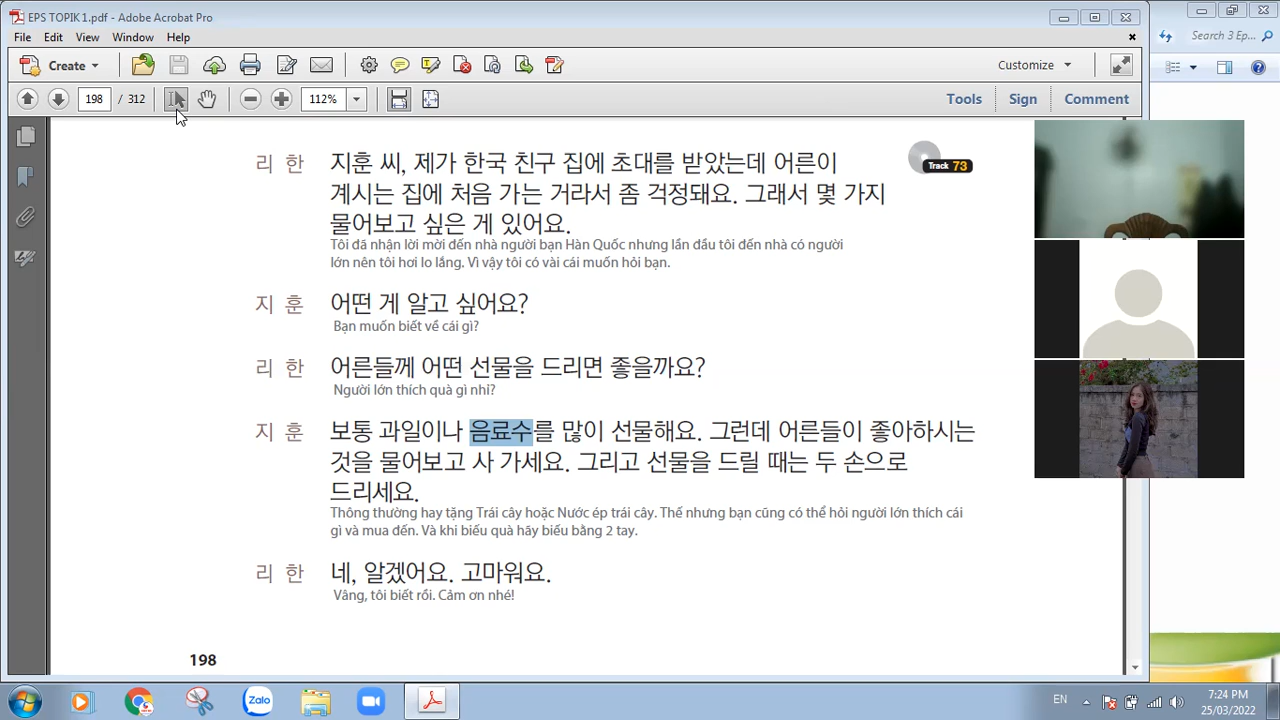 EPS TOPIK 1.pdf - Adobe Acrobat Pro
File Edit View Window Help
Search 3 Ep...
Create
Customize
198 / 312
112%
Tools Sign Comment
리 한 지훈 씨, 제가 한국 친구 집에 초대를 받았는데 어른이
Track 73
계시는 집에 처음 가는 거라서 좀 걱정돼요. 그래서 몇 가지
물어보고 싶은 게 있어요.
Tôi đã nhận lời mời đến nhà người bạn Hàn Quốc nhưng lần đầu tôi đến nhà có người
lớn nên tôi hơi lo lắng. Vì vậy tôi có vài cái muốn hỏi bạn.
지 훈 어떤 게 알고 싶어요?
Bạn muốn biết về cái gì?
리 한 어른들께 어떤 선물을 드리면 좋을까요?
Người lớn thích quà gì nhỉ?
지 훈 보통 과일이나 음료수를 많이 선물해요. 그런데 어른들이 좋아하시는
것을 물어보고 사 가세요. 그리고 선물을 드릴 때는 두 손으로
드리세요.
Thông thường hay tặng Trái cây hoặc Nước ép trái cây. Thế nhưng bạn cũng có thể hỏi người lớn thích cái
gì và mua đến. Và khi biếu quà hãy biếu bằng 2 tay.
리 한 네, 알겠어요. 고마워요.
Vâng, tôi biết rồi. Cảm ơn nhé!
198
Zalo
EN
7:24 PM
25/03/2022